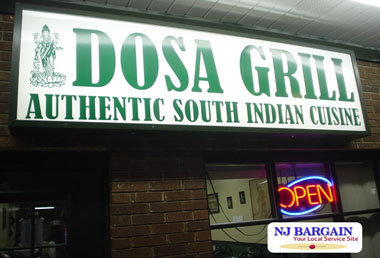 DOSA GRILL
AUTHENTIC SOUTH INDIAN CUISINE
OPEN
NJ BARGAIN
Your Local Service Site